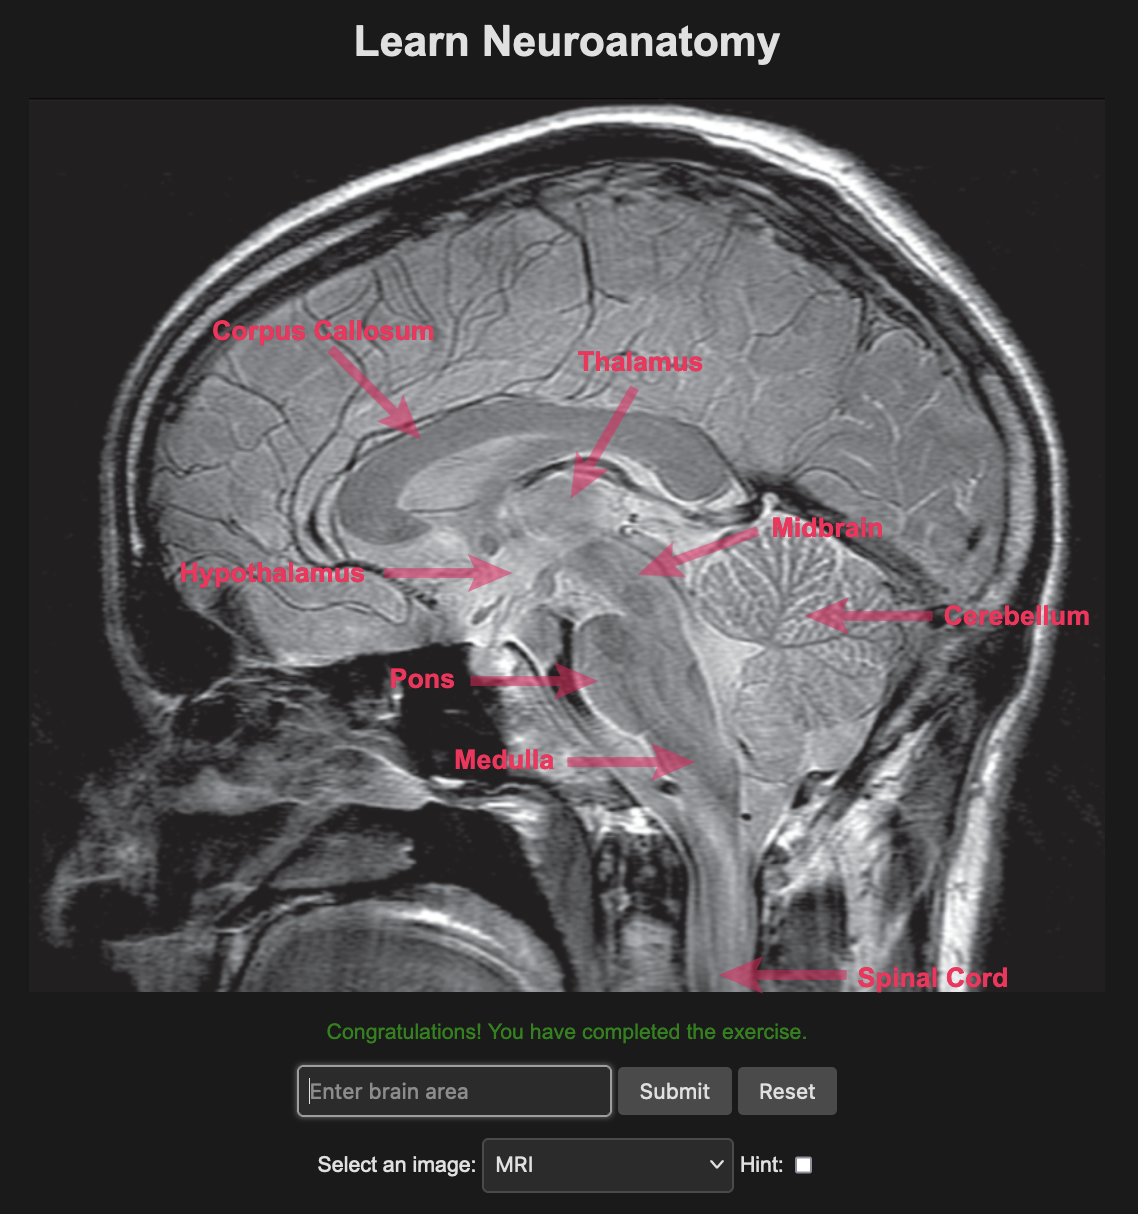 Learn Neuroanatomy
Corpus Callosum
Thalamus
Midbrain
Hypothalamus
Cerebellum
Pons
Medulla
Spinal Cord
Congratulations! You have completed the exercise.
Enter brain area Submit Reset
Select an image: MRI Hint: